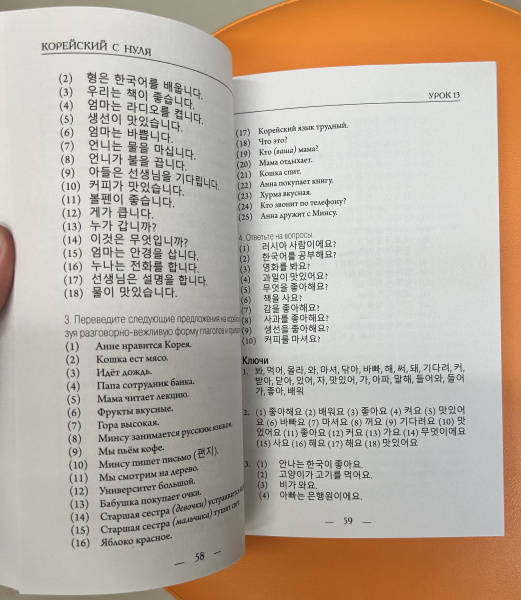 КОРЕЙСКИЙ С НУЛЯ
(2) 형은 한국어를 배웁니다.
(3) 우리는 책이 좋습니다.
(4) 엄마는 라디오를 켭니다.
(5) 생선이 맛있습니다.
(6) 엄마는 바쁩니다.
(7) 언니는 물을 마십니다.
(8) 언니가 불을 끕니다.
(9) 아들은 선생님을 기다립니다.
(10) 커피가 맛있습니다.
(11) 볼펜이 좋습니다.
(12) 게가 큽니다.
(13) 누가 갑니까?
(14) 이것은 무엇입니까?
(15) 엄마는 안경을 삽니다.
(16) 누나는 전화를 합니다.
(17) 선생님은 설명을 합니다.
(18) 물이 맛있습니다.
3. Переведите следующие предложения на
зуя разговорно-вежливую форму глаголов и
(1) Анне нравится Корея.
(2) Кошка ест мясо.
(3) Идёт дождь.
(4) Папа сотрудник банка.
(5) Мама читает лекцию.
(6) Фрукты вкусные.
(7) Гора высокая.
(8) Минсу занимается русским языком.
(9) Мы пьём кофе.
(10) Минсу пишет письмо (편지).
(11) Мы смотрим на дерево.
(12) Университет большой.
(13) Бабушка покупает очки.
(14) Старшая сестра (девочки)
(15) Старшая сестра (мальчика) тушит свет.
(16) Яблоко красное.
— 58 —
УРОК 13
(17) Корейский язык трудный.
(18) Что это?
(19) Кто (ваша) мама?
(20) Мама отдыхает.
(21) Кошка спит.
(22) Анна покупает книгу.
(23) Хурма вкусная.
(24) Кто звонит по телефону?
(25) Анна дружит с Минсу.
4. Ответьте на вопросы
(1) 러시아 사람이에요?
(2) 한국어를 공부해요?
(3) 영화를 봐요?
(4) 과일이 맛있어요?
(5) 무엇을 좋아해요?
(6) 책을 사요?
(7) 감을 좋아해요?
(8) 사과를 좋아해요?
(9) 생선을 좋아해요?
(10) 커피를 마셔요?
Ключи
1. 봐, 먹어, 올라, 와, 마셔, 닦아, 바빠, 해, 써, 돼, 기다려, 커,
받아, 닫아, 있어, 자, 맛있어, 가, 아파, 말해, 들어와, 들어
가, 좋아, 배워
2. (1) 좋아해요 (2) 배워요 (3) 좋아요 (4) 켜요 (5) 맛있어
요 (6) 바빠요 (7) 마셔요 (8) 꺼요 (9) 기다려요 (10) 맛
있어요 (11) 좋아요 (12) 커요 (13) 가요 (14) 무엇이에요
(15) 사요 (16) 해요 (17) 해요 (18) 맛있어요
3. (1) 안나는 한국이 좋아요.
(2) 고양이가 고기를 먹어요.
(3) 비가 와요.
(4) 아빠는 은행원이에요.
— 59 —